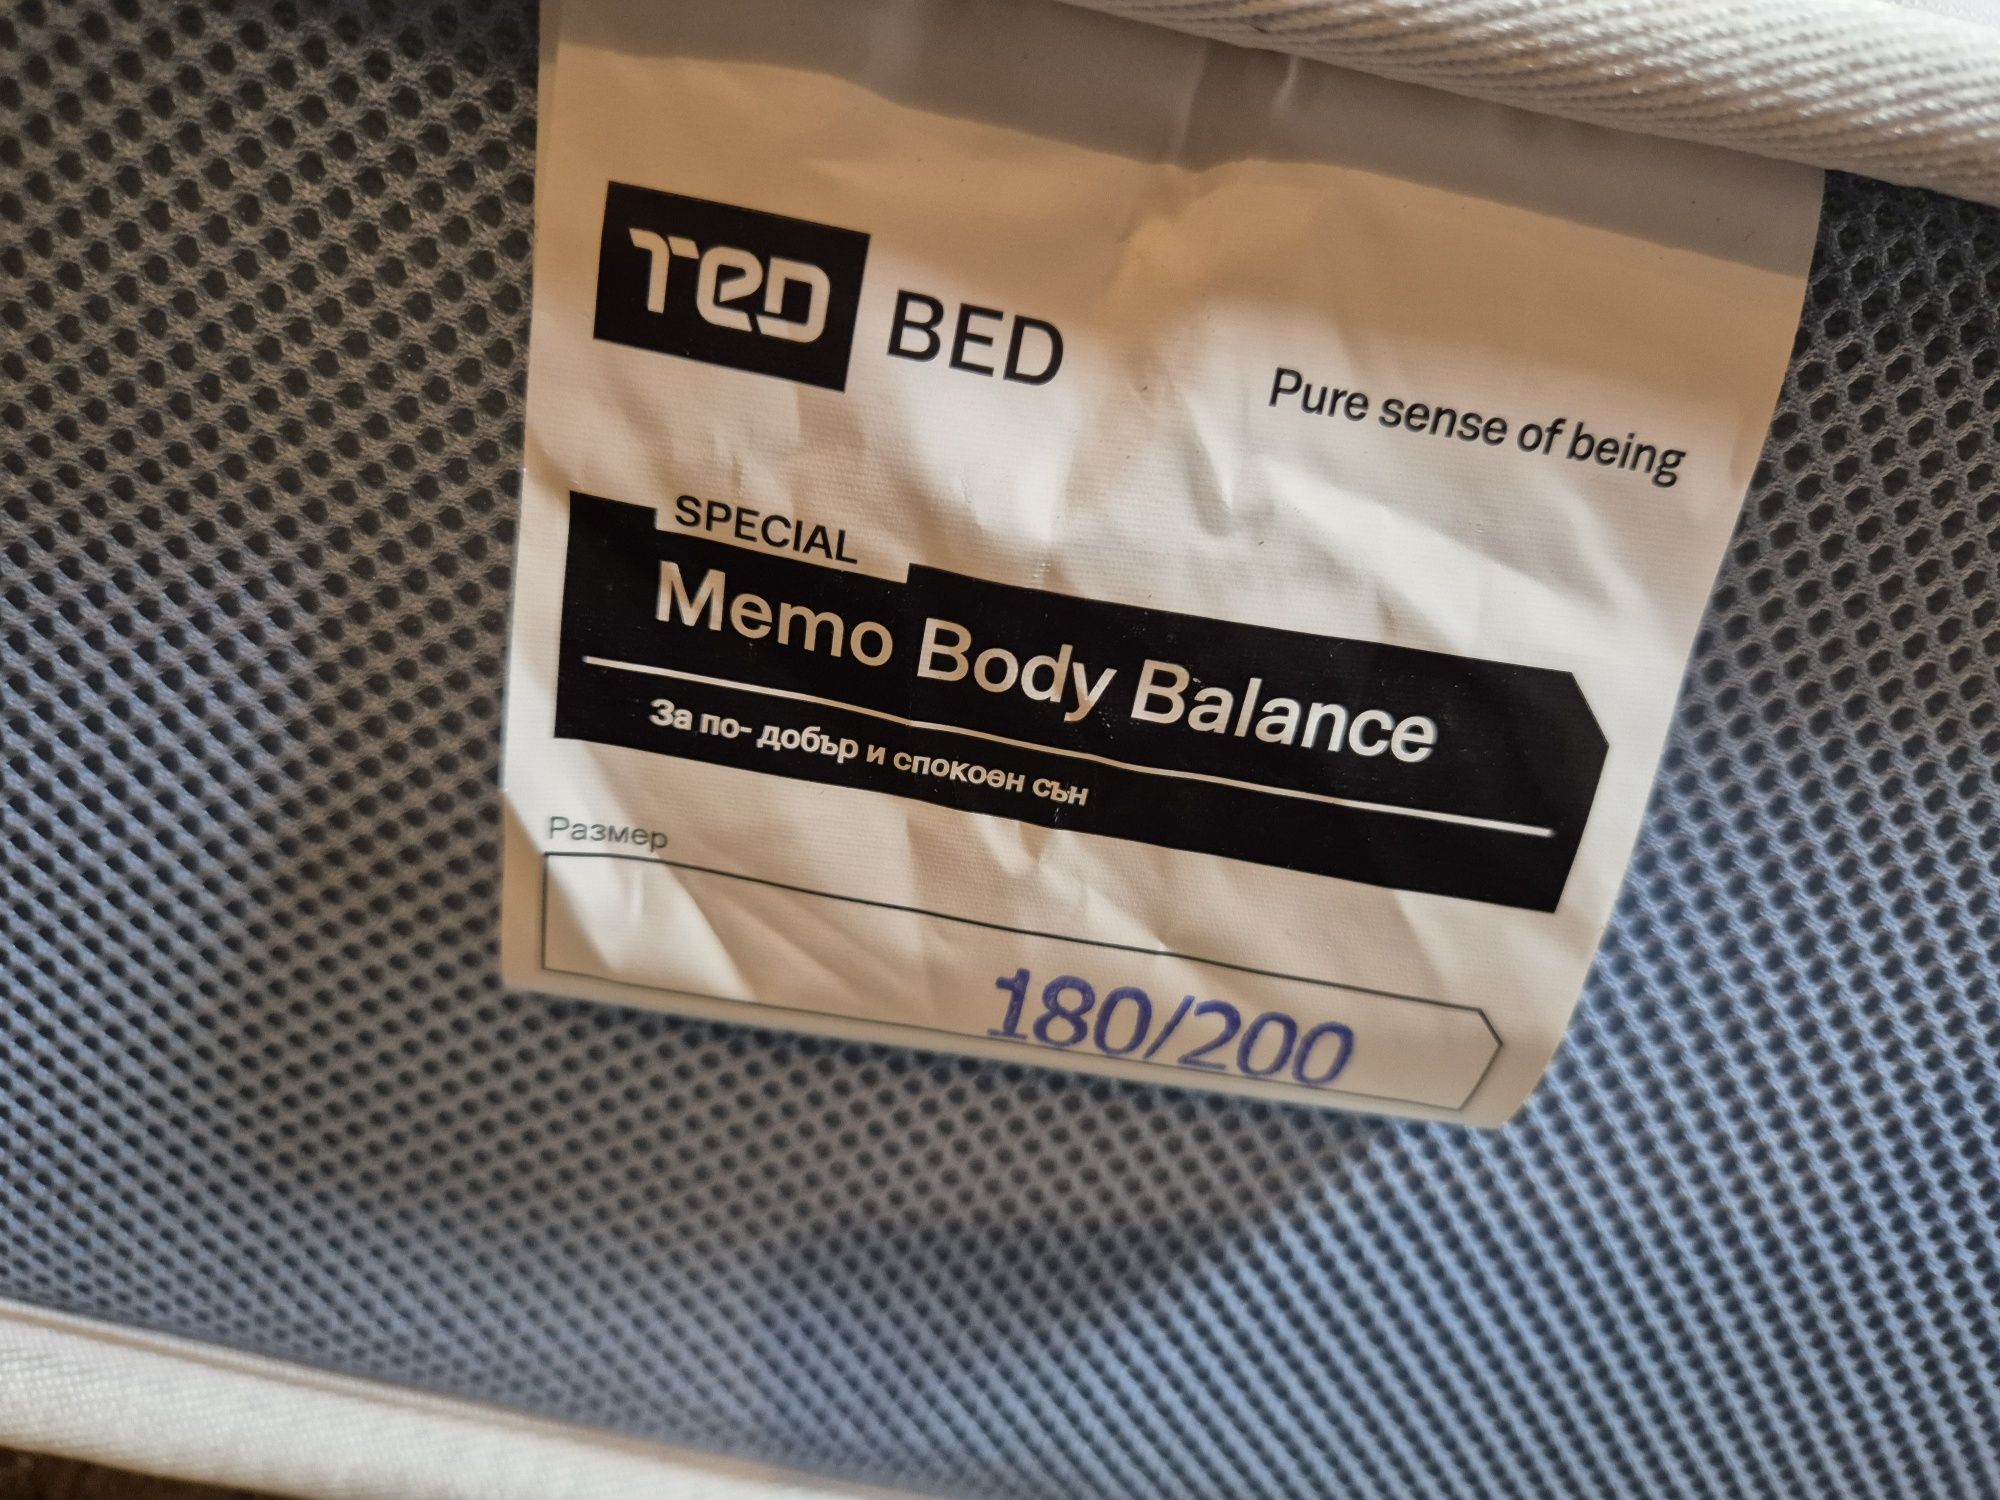 TED BED
Pure sense of being
SPECIAL
Memo Body Balance
За по- добър и спокоен сън
Размер
180/200